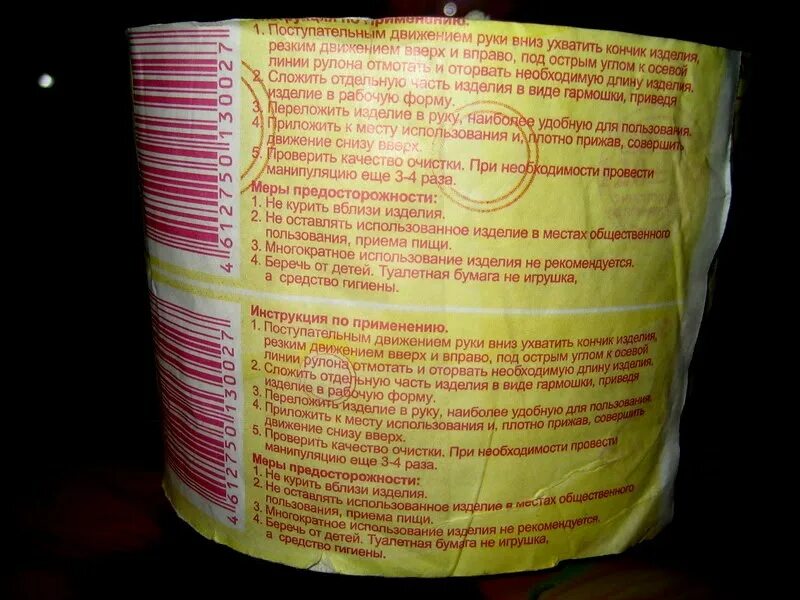 Инструкция по применению.
1. Поступательным движением руки вниз ухватить кончик изделия,
резким движением вверх и вправо, под острым углом к осевой
линии рулона отмотать и оторвать необходимую длину изделия.
2. Сложить отдельную часть изделия в виде гармошки, приведя
изделие в рабочую форму.
3. Переложить изделие в руку, наиболее удобную для пользования.
4. Приложить к месту использования и, плотно прижав, совершить
движение снизу вверх.
5. Проверить качество очистки. При необходимости провести
манипуляцию еще 3-4 раза.
Меры предосторожности:
1. Не курить вблизи изделия.
2. Не оставлять использованное изделие в местах общественного
пользования, приема пищи.
3. Многократное использование изделия не рекомендуется.
4. Беречь от детей. Туалетная бумага не игрушка,
а средство гигиены.
4 612750 130027
Инструкция по применению.
1. Поступательным движением руки вниз ухватить кончик изделия,
резким движением вверх и вправо, под острым углом к осевой
линии рулона отмотать и оторвать необходимую длину изделия.
2. Сложить отдельную часть изделия в виде гармошки, приведя
изделие в рабочую форму.
3. Переложить изделие в руку, наиболее удобную для пользования.
4. Приложить к месту использования и, плотно прижав, совершить
движение снизу вверх.
5. Проверить качество очистки. При необходимости провести
манипуляцию еще 3-4 раза.
Меры предосторожности:
1. Не курить вблизи изделия.
2. Не оставлять использованное изделие в местах общественного
пользования, приема пищи.
3. Многократное использование изделия не рекомендуется.
4. Беречь от детей. Туалетная бумага не игрушка,
а средство гигиены.
4 612750 130027